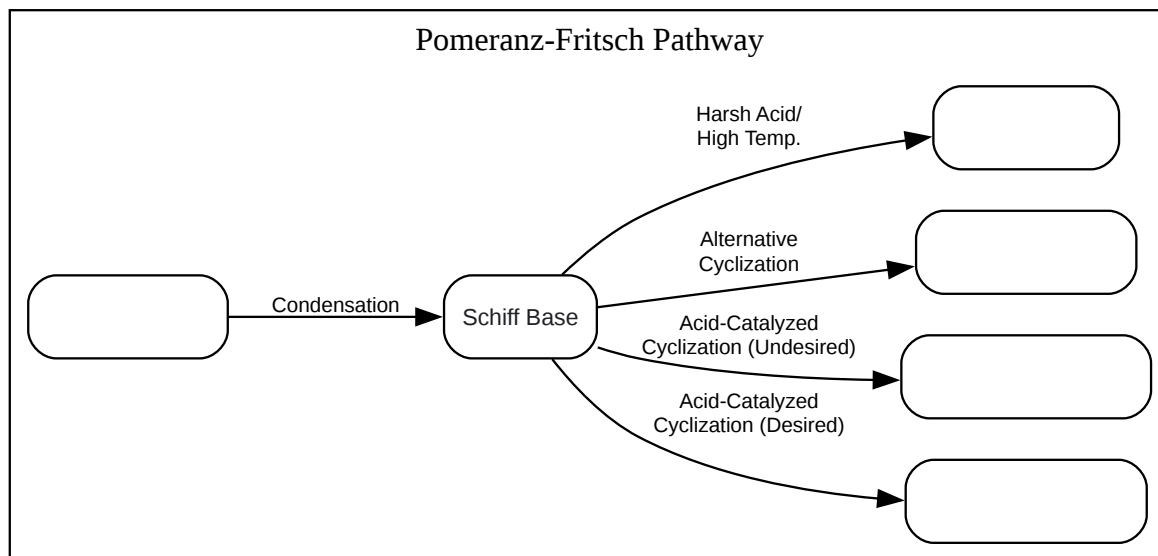 Pomeranz-Fritsch Pathway
Harsh Acid/
High Temp.
Alternative
Cyclization
Condensation
Schiff Base
Acid-Catalyzed
Cyclization (Undesired)
Acid-Catalyzed
Cyclization (Desired)